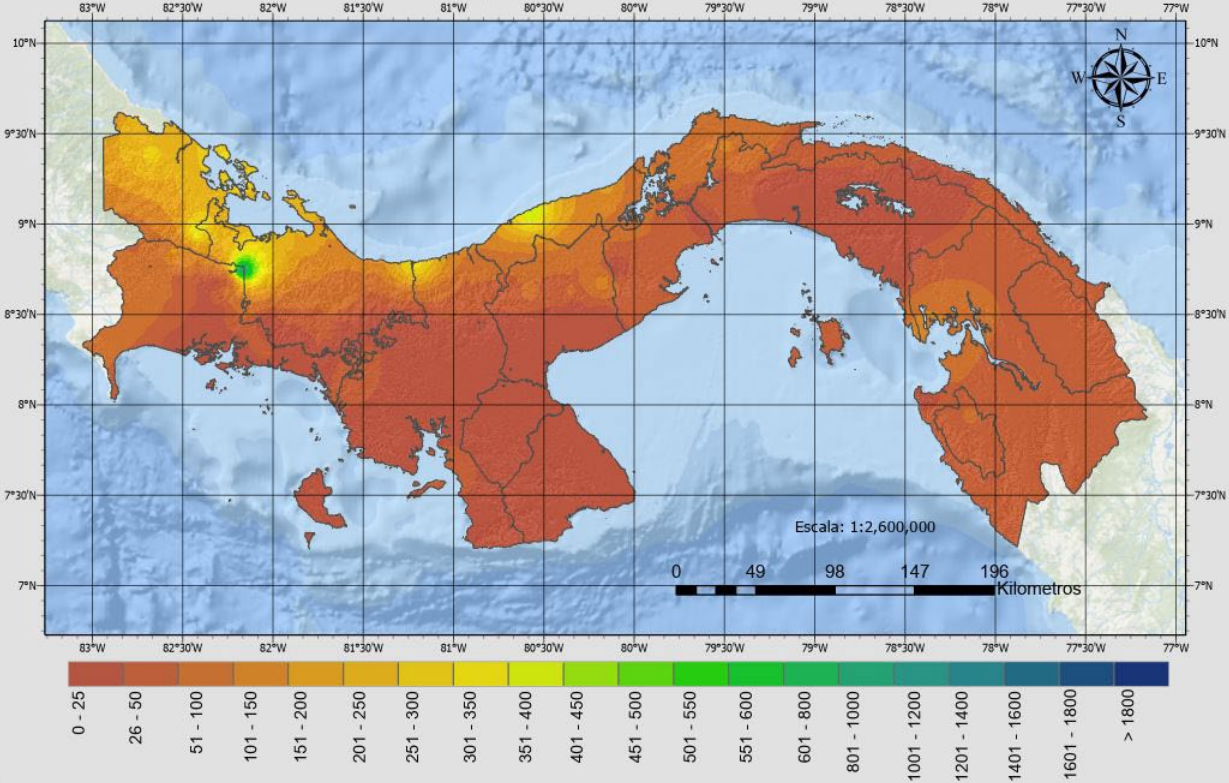 83°W 82°30'W 82°W 81°30'W 81°W 80°30'W 80°W 79°30'W 79°W 78°30'W 78°W 77°30'W 77°W
10°N 10°N
N
W E
S
9°30'N 9°30'N
9°N 9°N
8°30'N 8°30'N
8°N 8°N
7°30'N 7°30'N
Escala: 1:2,600,000
0 49 98 147 196
Kilometros
7°N 7°N
83°W 82°30'W 82°W 81°30'W 81°W 80°30'W 80°W 79°30'W 79°W 78°30'W 78°W 77°30'W 77°W
0 - 25
26 - 50
51 - 100
101 - 150
151 - 200
201 - 250
251 - 300
301 - 350
351 - 400
401 - 450
451 - 500
501 - 550
551 - 600
601 - 800
801 - 1000
1001 - 1200
1201 - 1400
1401 - 1600
1601 - 1800
> 1800